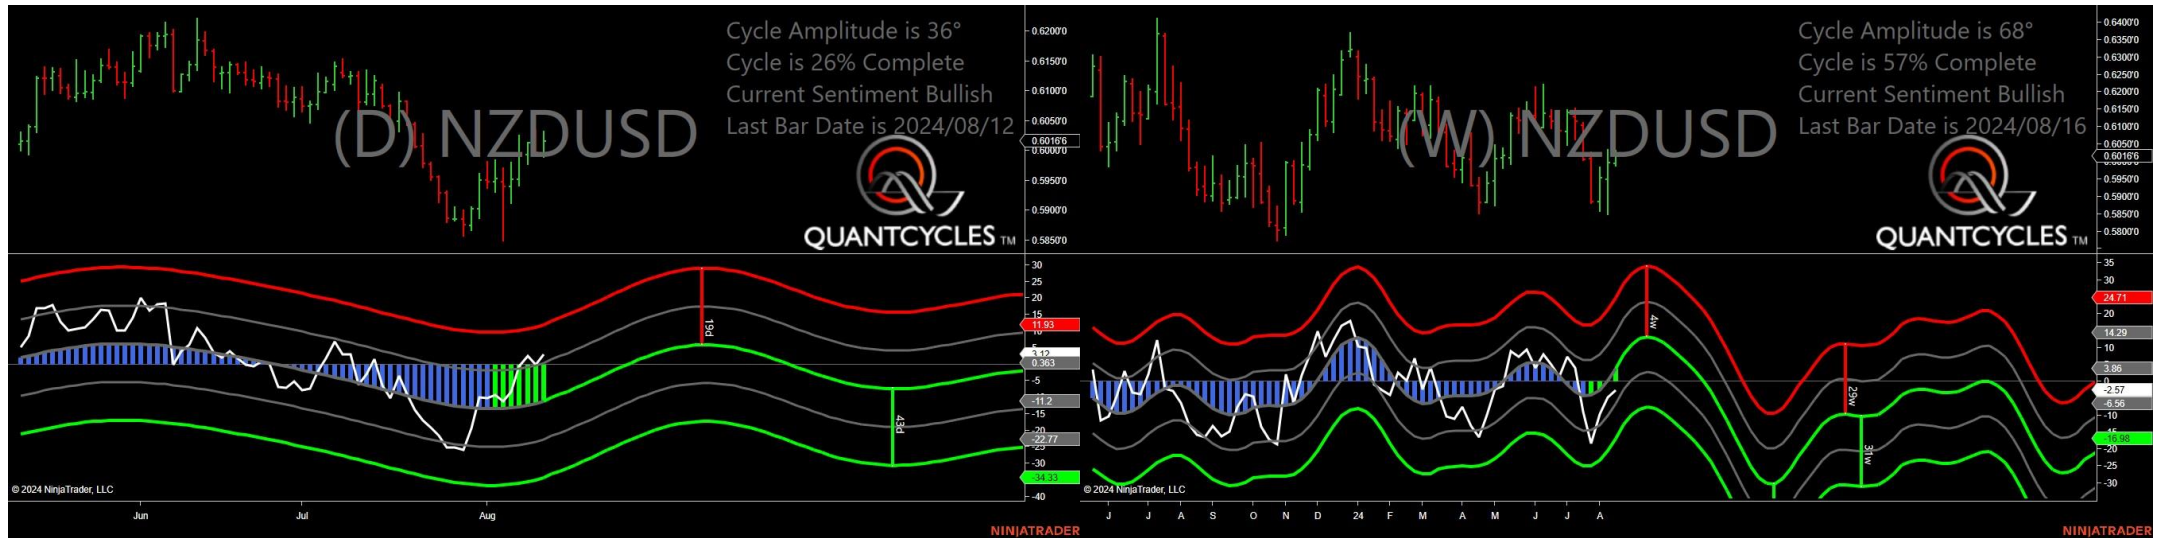 Cycle Amplitude is 36°
Cycle is 26% Complete
Current Sentiment Bullish
Last Bar Date is 2024/08/12
(D) NZDUSD
QUANTCYCLES TM
0.6200'0
0.6150'0
0.6100'0
0.6050'0
0.6016'6
0.6000'0
0.5950'0
0.5900'0
0.5850'0
30
25
20
15
11.93
3.12
0.363
-5
-11.2
-15
-22.77
-30
-34.33
-40
19d
43d
© 2024 NinjaTrader, LLC
Jun
Jul
Aug
NINJATRADER
Cycle Amplitude is 68°
Cycle is 57% Complete
Current Sentiment Bullish
Last Bar Date is 2024/08/16
(W) NZDUSD
QUANTCYCLES TM
0.6400'0
0.6350'0
0.6300'0
0.6250'0
0.6200'0
0.6150'0
0.6100'0
0.6050'0
0.6016'6
0.5950'0
0.5900'0
0.5850'0
0.5800'0
35
30
24.71
20
14.29
10
3.86
0
-2.57
-6.56
-10
-16.98
-20
-25
-30
4w
29w
31w
© 2024 NinjaTrader, LLC
J
J
A
S
O
N
D
24
F
M
A
M
J
J
A
NINJATRADER